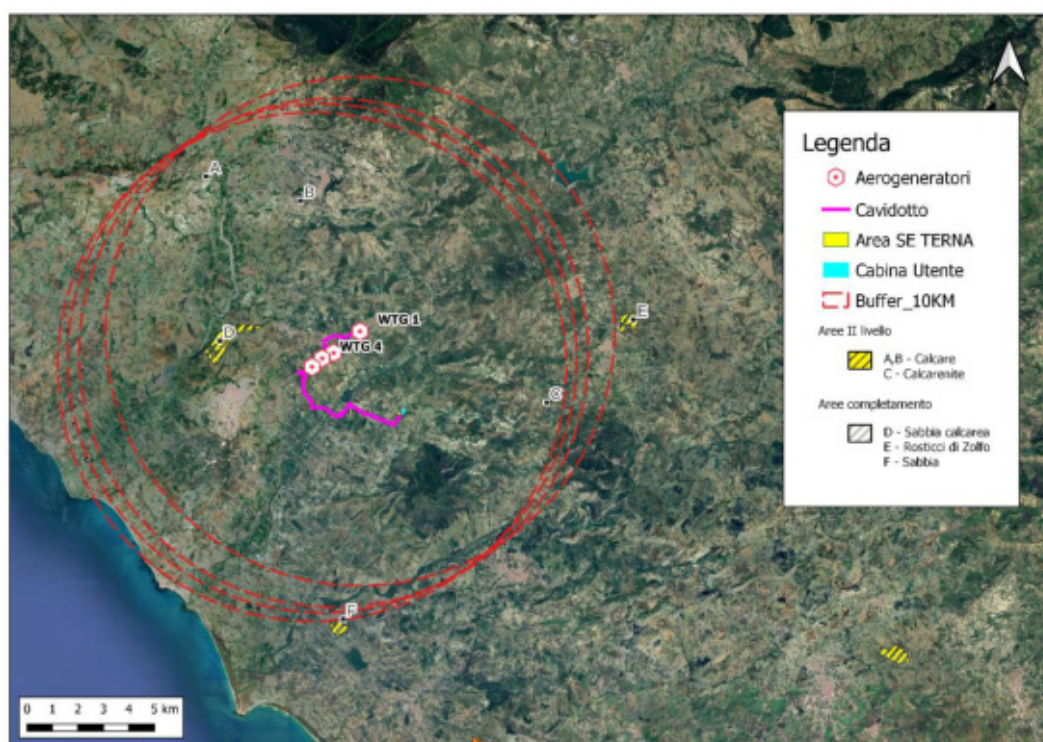 A
B
WTG 1
E
D
WTG 4
C
F
0 1 2 3 4 5 km
Legenda
Aerogeneratori
Cavidotto
Area SE TERNA
Cabina Utente
Buffer_10KM
Aree II livello
A,B - Calcare
C - Calcarenite
Aree completamento
D - Sabbia calcarea
E - Rosticci di Zolfo
F - Sabbia